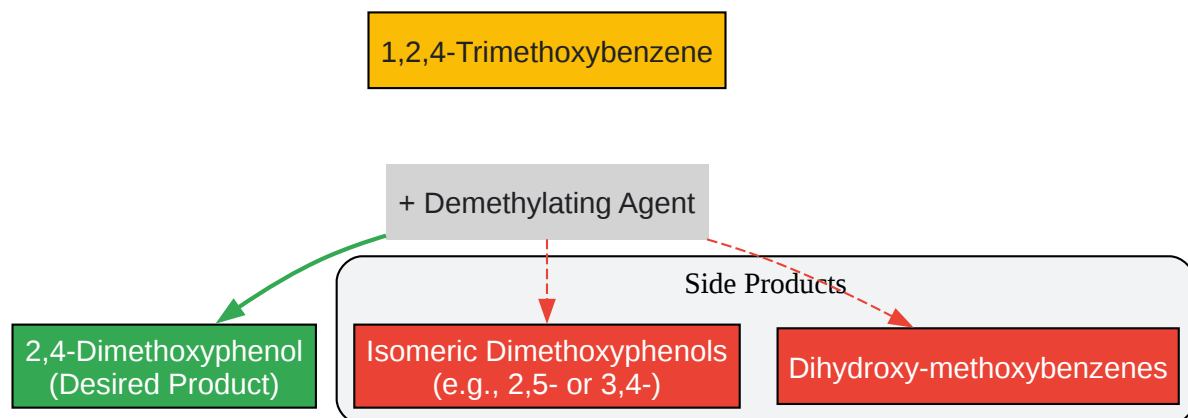 1,2,4-Trimethoxybenzene
+ Demethylating Agent
Side Products
2,4-Dimethoxyphenol
(Desired Product)
Isomeric Dimethoxyphenols
(e.g., 2,5- or 3,4-)
Dihydroxy-methoxybenzenes